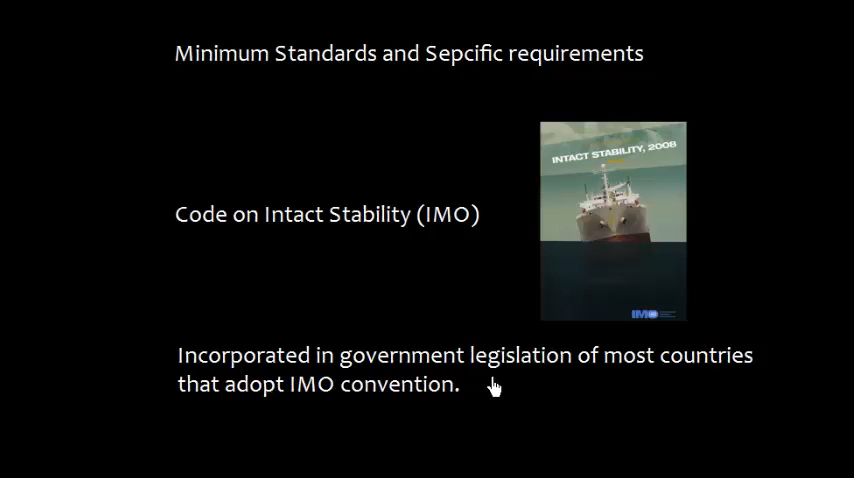 Minimum Standards and Sepcific requirements
INTACT STABILITY, 2008
Code on Intact Stability (IMO)
IMO
Incorporated in government legislation of most countries
that adopt IMO convention.